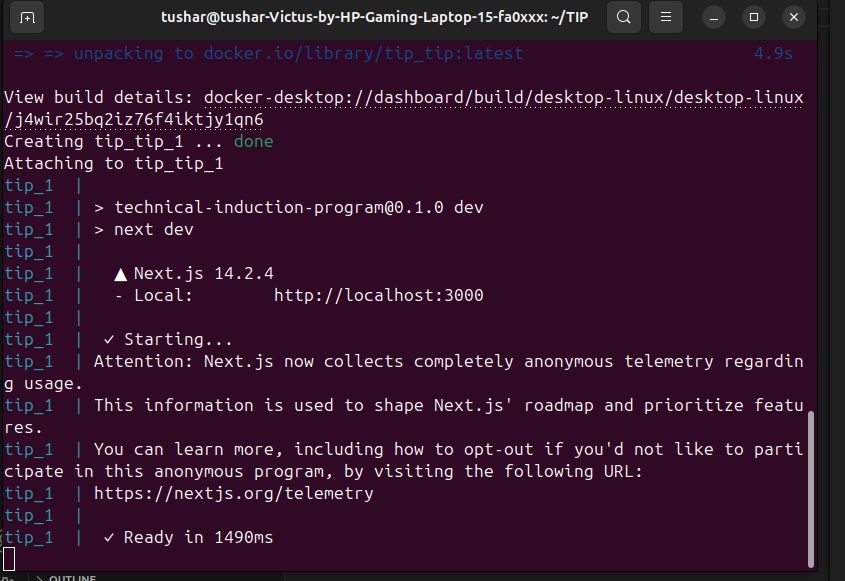 tushar@tushar-Victus-by-HP-Gaming-Laptop-15-fa0xxx: ~/TIP
=> => unpacking to docker.io/library/tip_tip:latest 4.9s
View build details: docker-desktop://dashboard/build/desktop-linux/desktop-linux
/j4wir25bq2iz76f4iktjy1qn6
Creating tip_tip_1 ... done
Attaching to tip_tip_1
tip_1 |
tip_1 | > technical-induction-program@0.1.0 dev
tip_1 | > next dev
tip_1 |
tip_1 | ▲ Next.js 14.2.4
tip_1 | - Local: http://localhost:3000
tip_1 |
tip_1 | ✓ Starting...
tip_1 | Attention: Next.js now collects completely anonymous telemetry regardin
g usage.
tip_1 | This information is used to shape Next.js' roadmap and prioritize featu
res.
tip_1 | You can learn more, including how to opt-out if you'd not like to parti
cipate in this anonymous program, by visiting the following URL:
tip_1 | https://nextjs.org/telemetry
tip_1 |
tip_1 | ✓ Ready in 1490ms
> OUTLINE